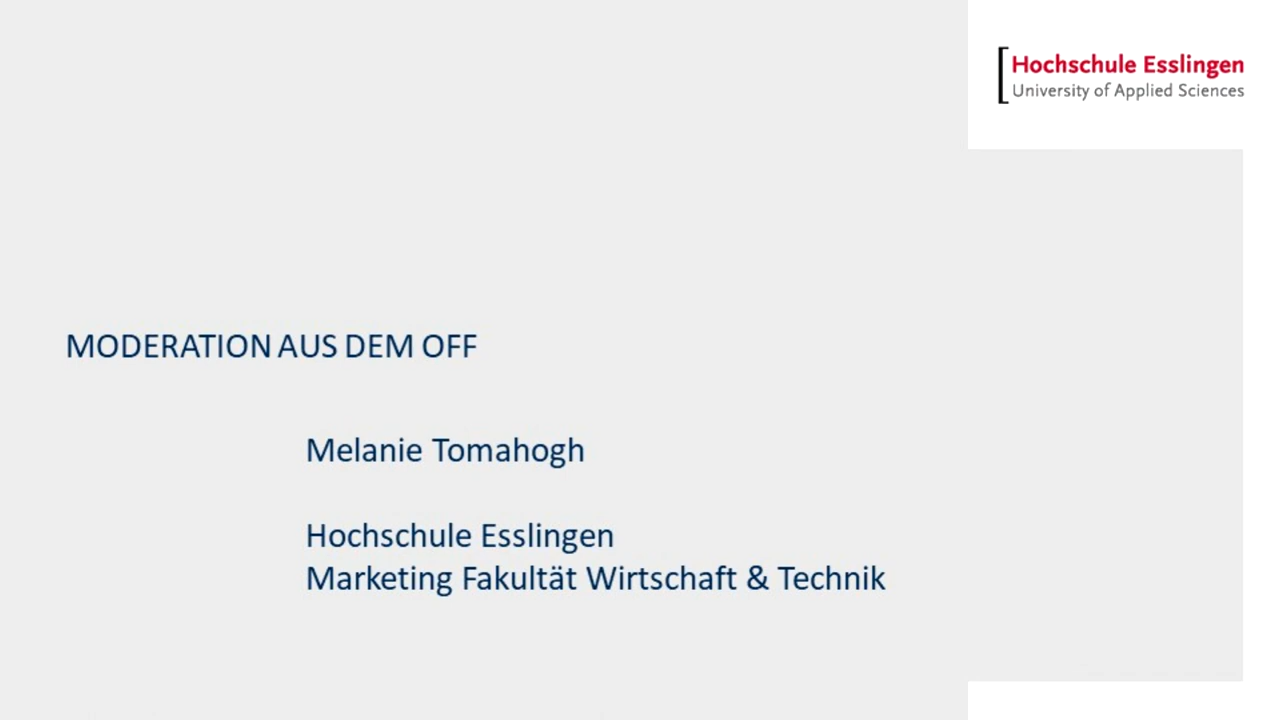 Hochschule Esslingen
University of Applied Sciences
MODERATION AUS DEM OFF
Melanie Tomahogh
Hochschule Esslingen
Marketing Fakultät Wirtschaft & Technik